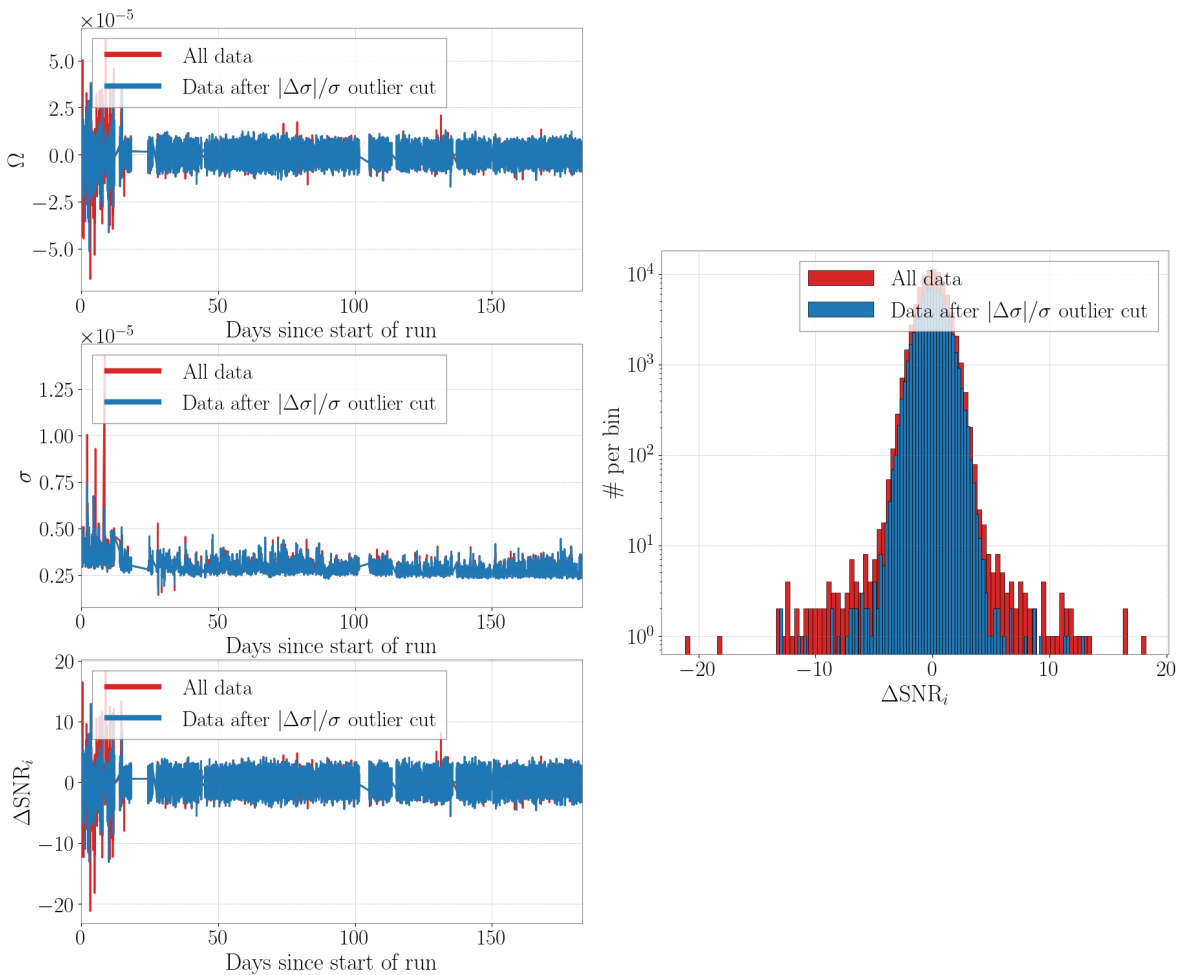 ×10⁻⁵
All data
Data after |Δσ|/σ outlier cut
5.0
2.5
0.0
−2.5
−5.0
Ω
0
50
100
150
Days since start of run
×10⁻⁵
All data
Data after |Δσ|/σ outlier cut
1.25
1.00
0.75
0.50
0.25
σ
0
50
100
150
Days since start of run
All data
Data after |Δσ|/σ outlier cut
20
10
0
−10
−20
ΔSNRᵢ
0
50
100
150
Days since start of run
All data
Data after |Δσ|/σ outlier cut
10⁴
10³
10²
10¹
10⁰
# per bin
−20
−10
0
10
20
ΔSNRᵢ